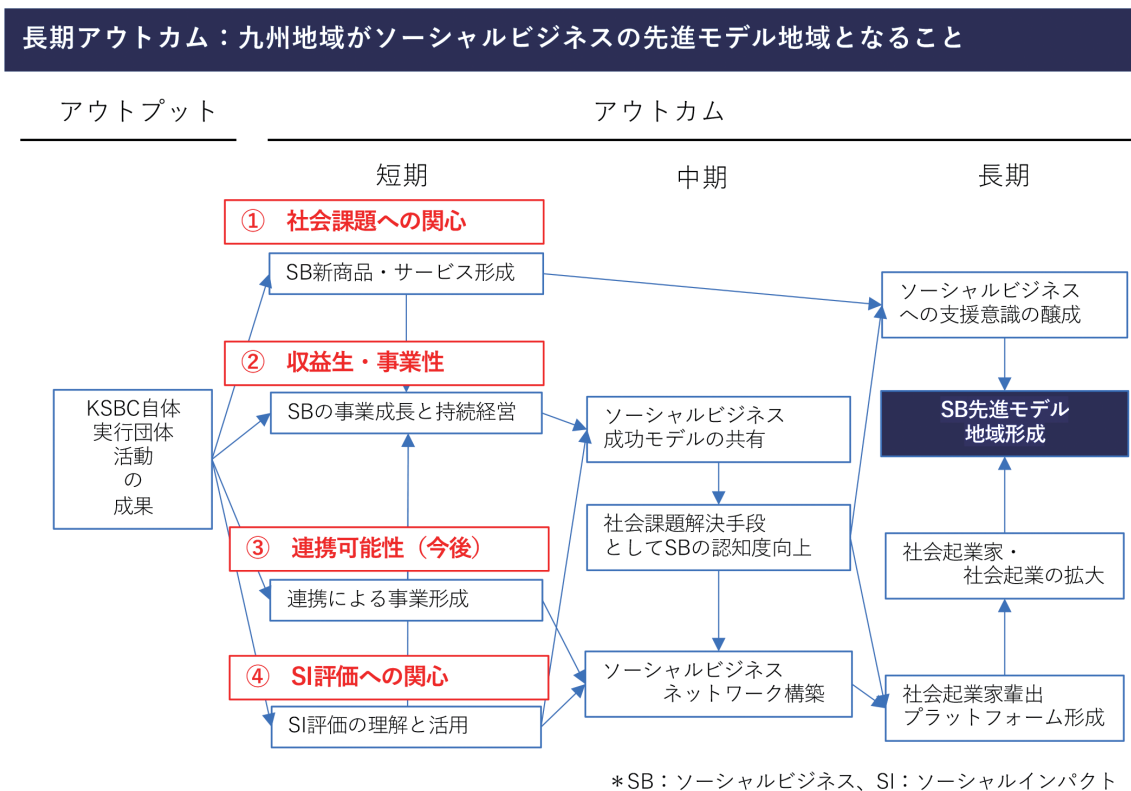 長期アウトカム：九州地域がソーシャルビジネスの先進モデル地域となること
アウトプット
アウトカム
短期
中期
長期
① 社会課題への関心
SB新商品・サービス形成
② 収益生・事業性
SBの事業成長と持続経営
③ 連携可能性（今後）
連携による事業形成
④ SI評価への関心
SI評価の理解と活用
KSBC自体
実行団体
活動
の
成果
ソーシャルビジネス
成功モデルの共有
社会課題解決手段
としてSBの認知度向上
ソーシャルビジネス
ネットワーク構築
ソーシャルビジネス
への支援意識の醸成
SB先進モデル
地域形成
社会起業家・
社会起業の拡大
社会起業家輩出
プラットフォーム形成
＊SB：ソーシャルビジネス、SI：ソーシャルインパクト